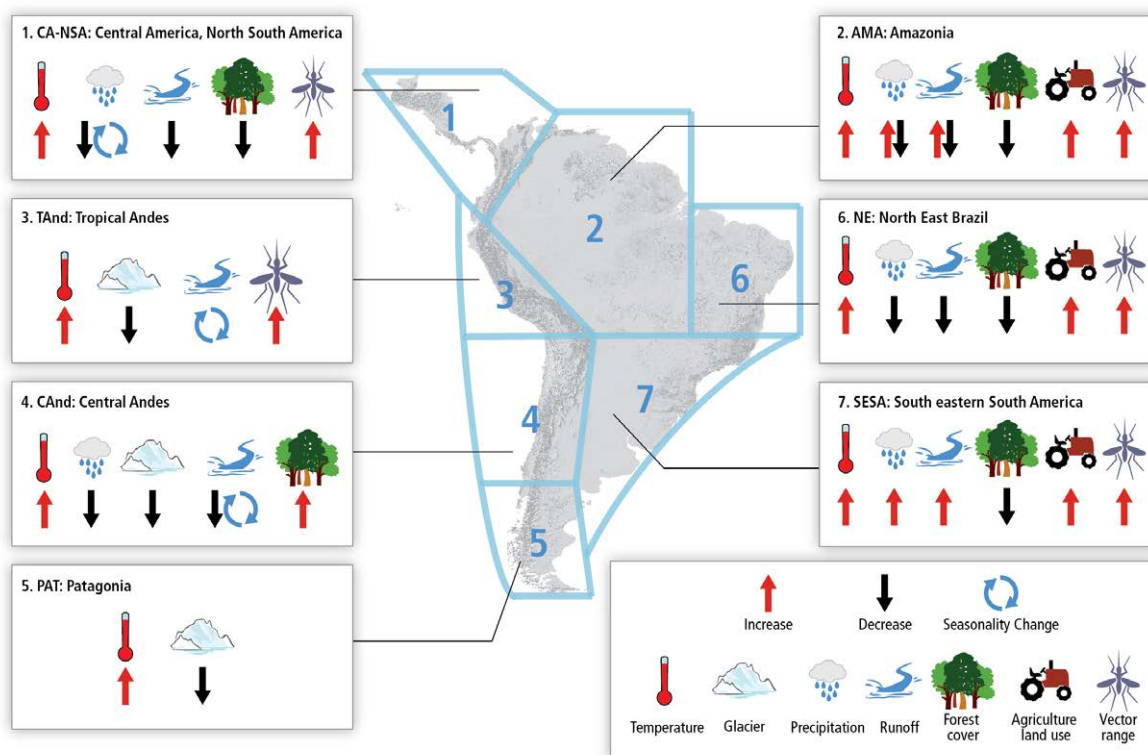 1. CA-NSA: Central America, North South America
2. AMA: Amazonia
3. TAnd: Tropical Andes
6. NE: North East Brazil
4. CAnd: Central Andes
7. SESA: South eastern South America
5. PAT: Patagonia
1
2
3
6
4
7
5
Increase
Decrease
Seasonality Change
Temperature
Glacier
Precipitation
Runoff
Forest
cover
Agriculture
land use
Vector
range